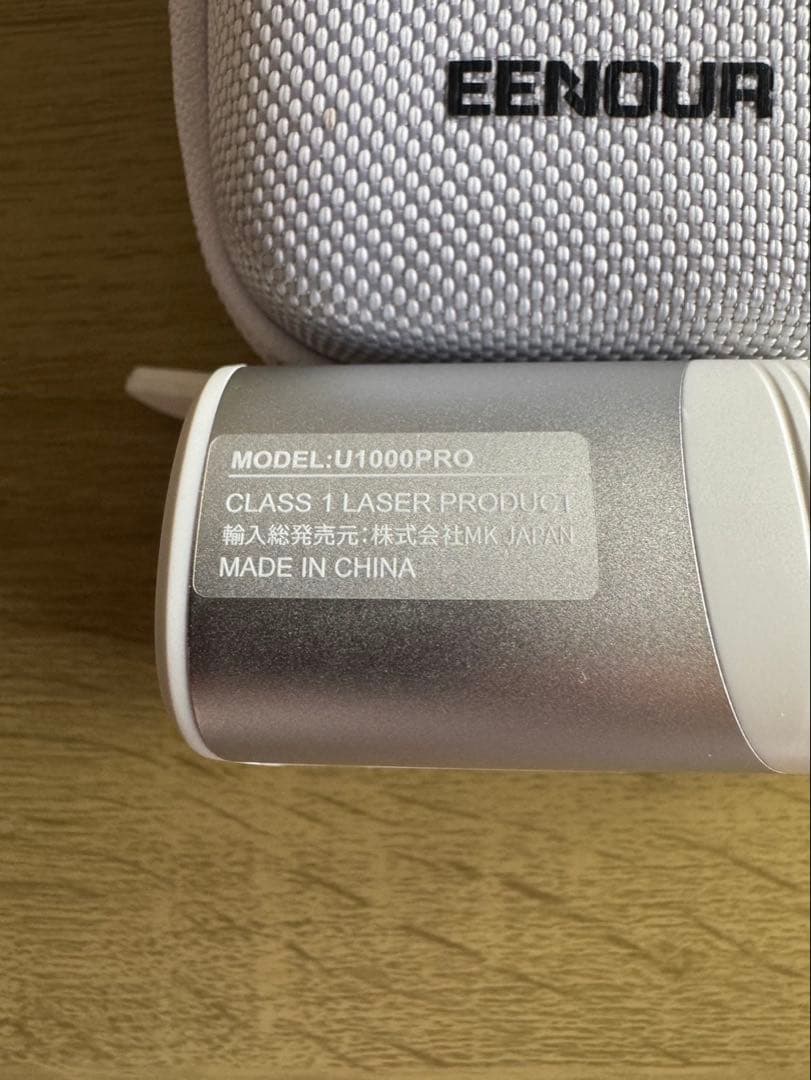 EENOUR
MODEL:U1000PRO
CLASS 1 LASER PRODUCT
輸入総発売元:株式会社MK JAPAN
MADE IN CHINA